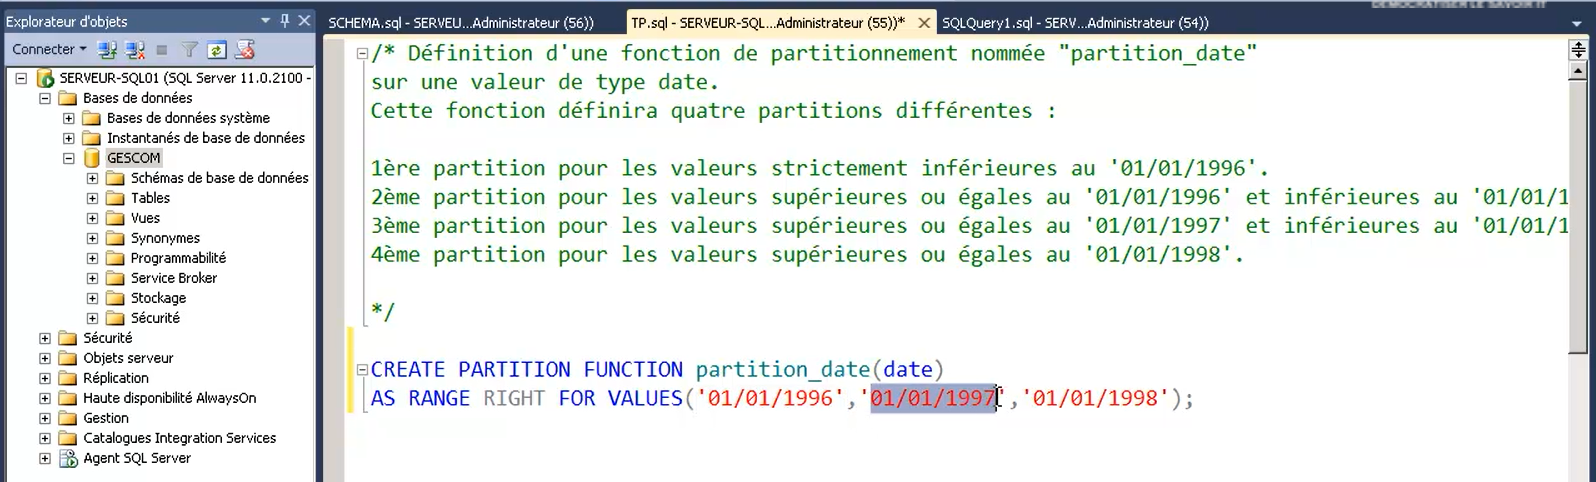 DEMOCRATISER LE SAVOIR IT
Explorateur d'objets
SCHEMA.sql - SERVEU...Administrateur (56))
TP.sql - SERVEUR-SQL...Administrateur (55))*
SQLQuery1.sql - SERV...Administrateur (54))
Connecter
SERVEUR-SQL01 (SQL Server 11.0.2100 -
Bases de données
Bases de données système
Instantanés de base de données
GESCOM
Schémas de base de données
Tables
Vues
Synonymes
Programmabilité
Service Broker
Stockage
Sécurité
Sécurité
Objets serveur
Réplication
Haute disponibilité AlwaysOn
Gestion
Catalogues Integration Services
Agent SQL Server
/* Définition d'une fonction de partitionnement nommée "partition_date"
sur une valeur de type date.
Cette fonction définira quatre partitions différentes :
1ère partition pour les valeurs strictement inférieures au '01/01/1996'.
2ème partition pour les valeurs supérieures ou égales au '01/01/1996' et inférieures au '01/01/1
3ème partition pour les valeurs supérieures ou égales au '01/01/1997' et inférieures au '01/01/1
4ème partition pour les valeurs supérieures ou égales au '01/01/1998'.
*/
CREATE PARTITION FUNCTION partition_date(date)
AS RANGE RIGHT FOR VALUES('01/01/1996','01/01/1997','01/01/1998');